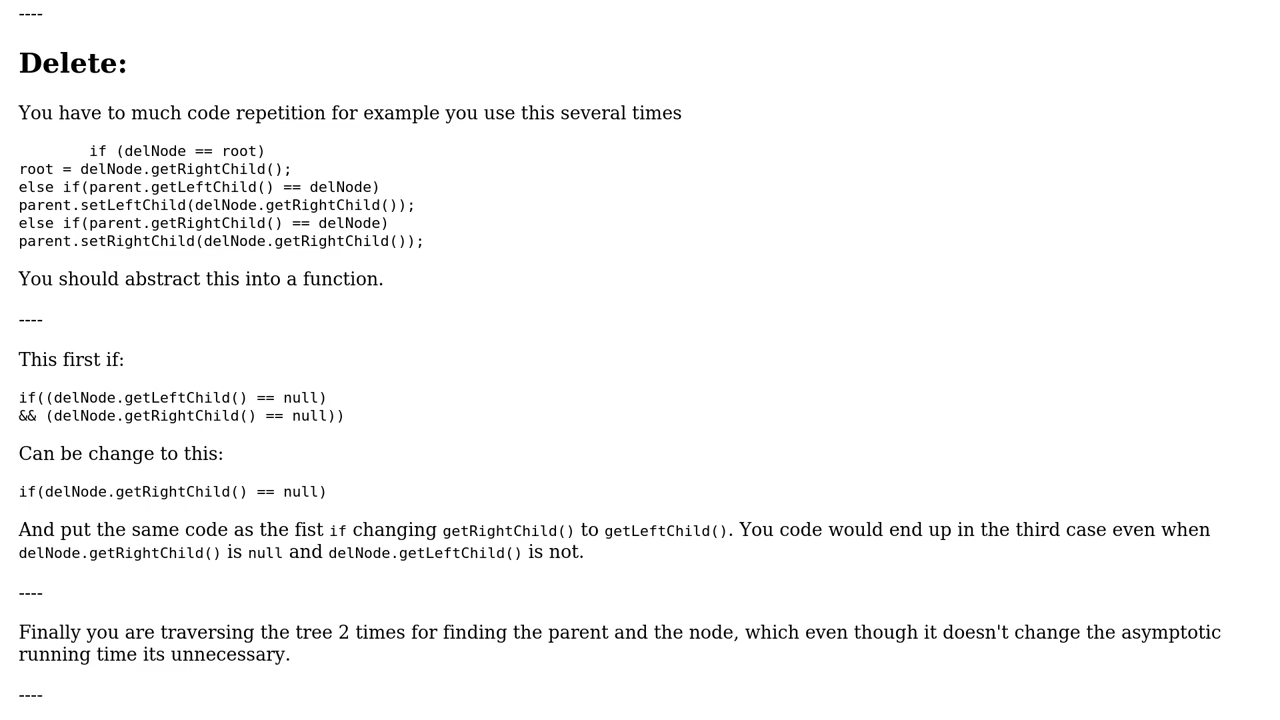 ----
Delete:
You have to much code repetition for example you use this several times
        if (delNode == root)
root = delNode.getRightChild();
else if(parent.getLeftChild() == delNode)
parent.setLeftChild(delNode.getRightChild());
else if(parent.getRightChild() == delNode)
parent.setRightChild(delNode.getRightChild());
You should abstract this into a function.
----
This first if:
if((delNode.getLeftChild() == null)
&& (delNode.getRightChild() == null))
Can be change to this:
if(delNode.getRightChild() == null)
And put the same code as the fist if changing getRightChild() to getLeftChild(). You code would end up in the third case even when
delNode.getRightChild() is null and delNode.getLeftChild() is not.
----
Finally you are traversing the tree 2 times for finding the parent and the node, which even though it doesn't change the asymptotic
running time its unnecessary.
----